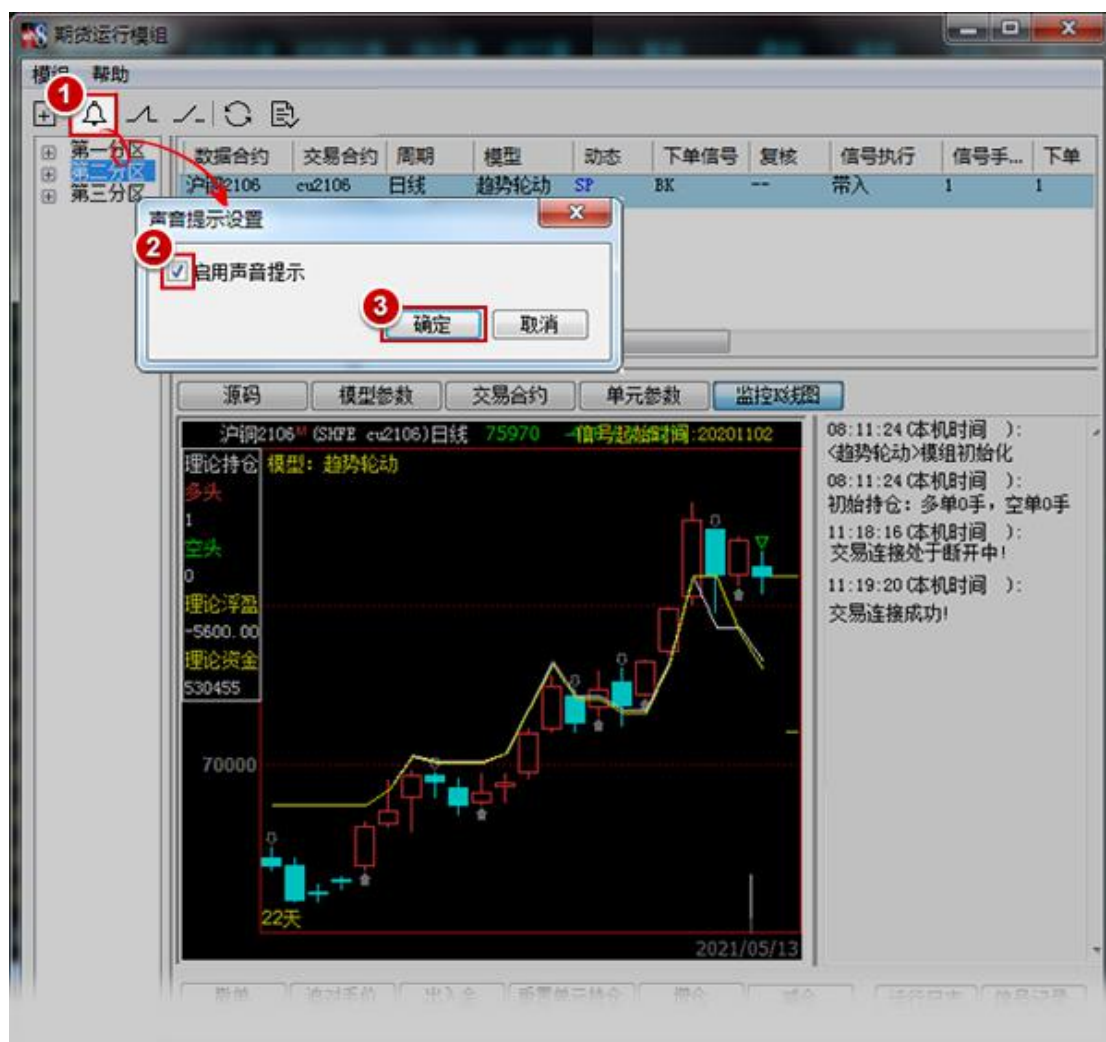 期货运行模组
模组 帮助
1
第一分区
第二分区
第三分区
数据合约 交易合约 周期 模型 动态 下单信号 复核 信号执行 信号手... 下单
沪铜2106 cu2106 日线 趋势轮动 SP BK -- 带入 1 1
声音提示设置
2
启用声音提示
3
确定 取消
源码 模型参数 交易合约 单元参数 监控K线图
沪铜2106M (SHFE cu2106)日线 75970 信号起始时间:20201102
理论持仓 模型: 趋势轮动
多头
1
空头
0
理论浮盈
-5600.00
理论资金
530455
70000
22天
2021/05/13
08:11:24(本机时间 ):
<趋势轮动>模组初始化
08:11:24(本机时间 ):
初始持仓: 多单0手, 空单0手
11:18:16(本机时间 ):
交易连接处于断开中!
11:19:20(本机时间 ):
交易连接成功!